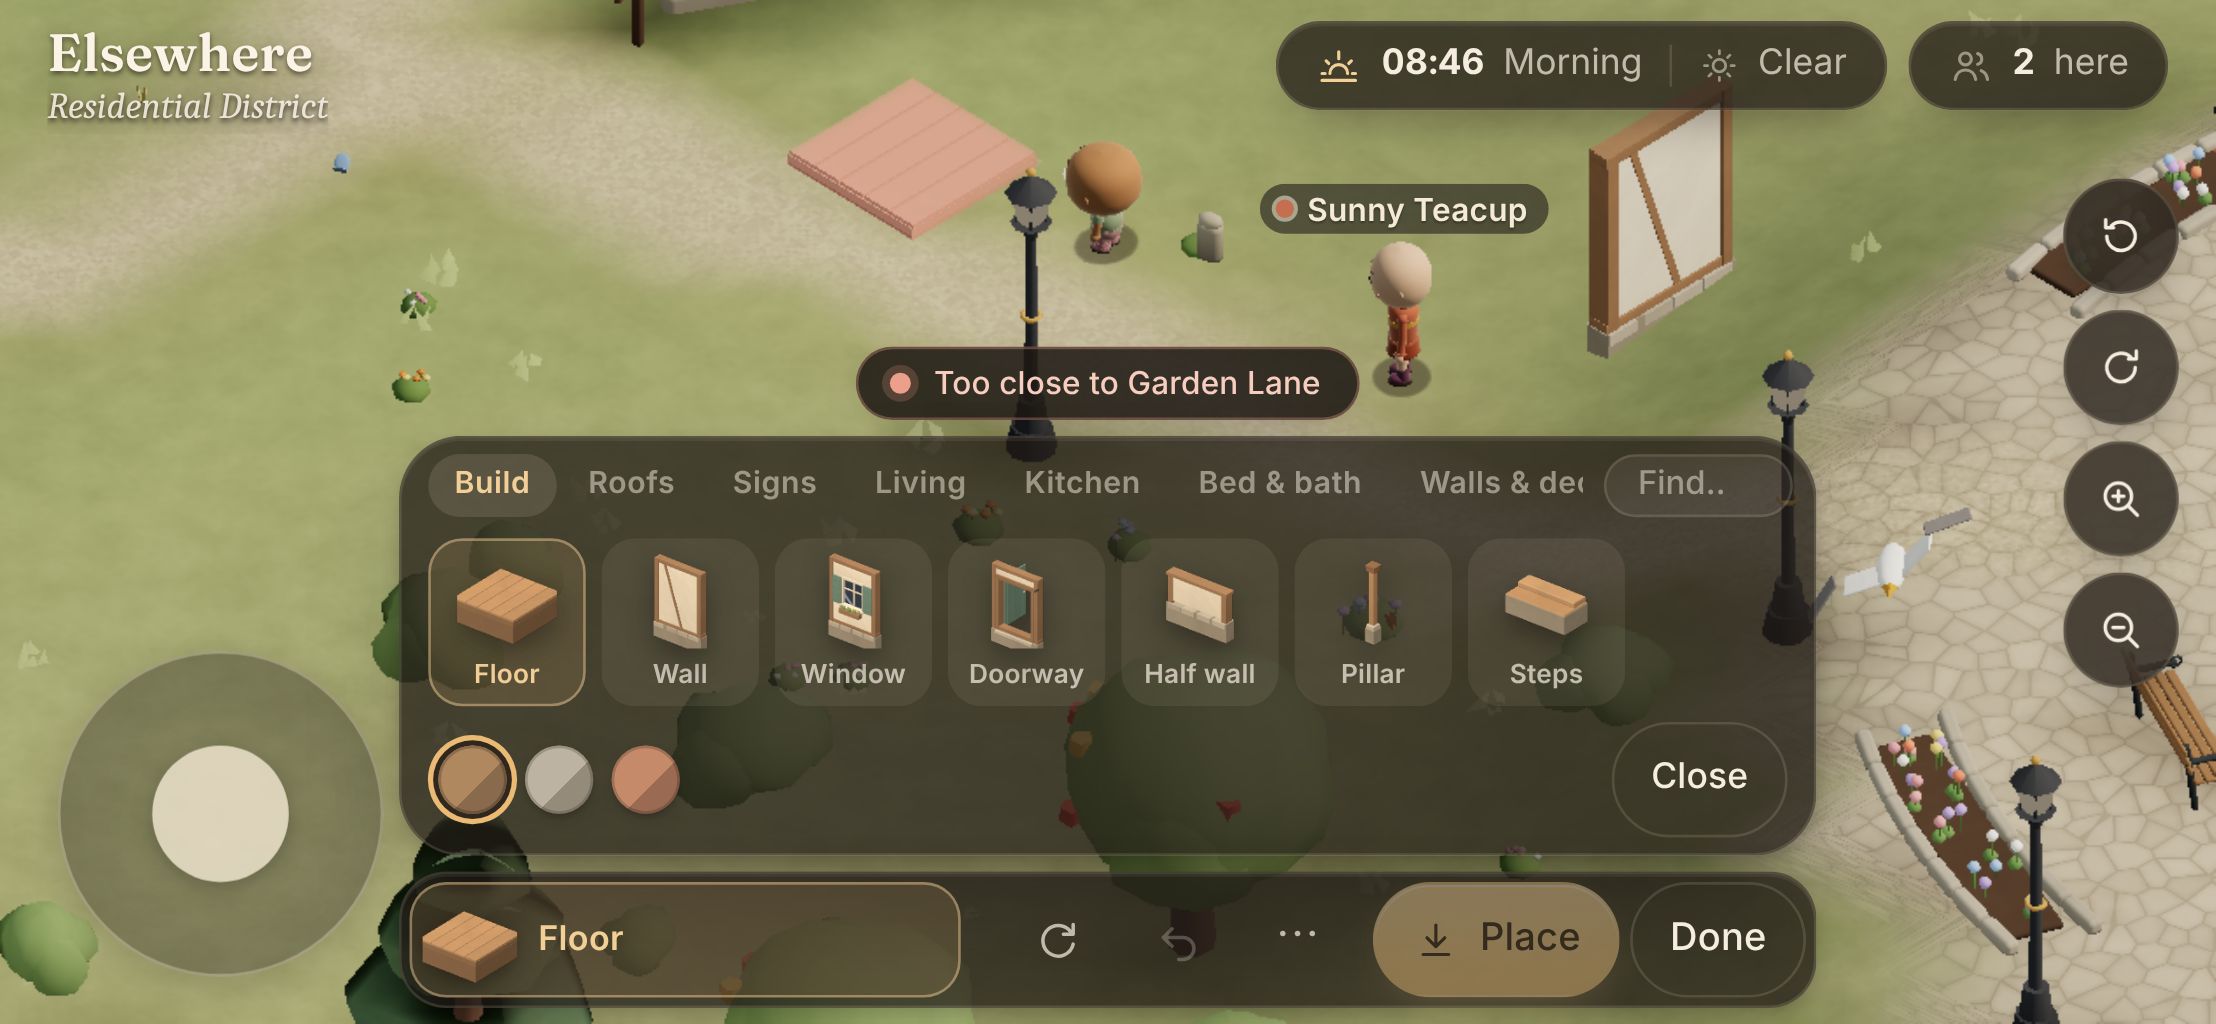 Elsewhere
Residential District
08:46 Morning
Clear
2 here
Sunny Teacup
Too close to Garden Lane
Build
Roofs
Signs
Living
Kitchen
Bed & bath
Walls & dec
Find..
Floor
Wall
Window
Doorway
Half wall
Pillar
Steps
Close
Floor
Place
Done